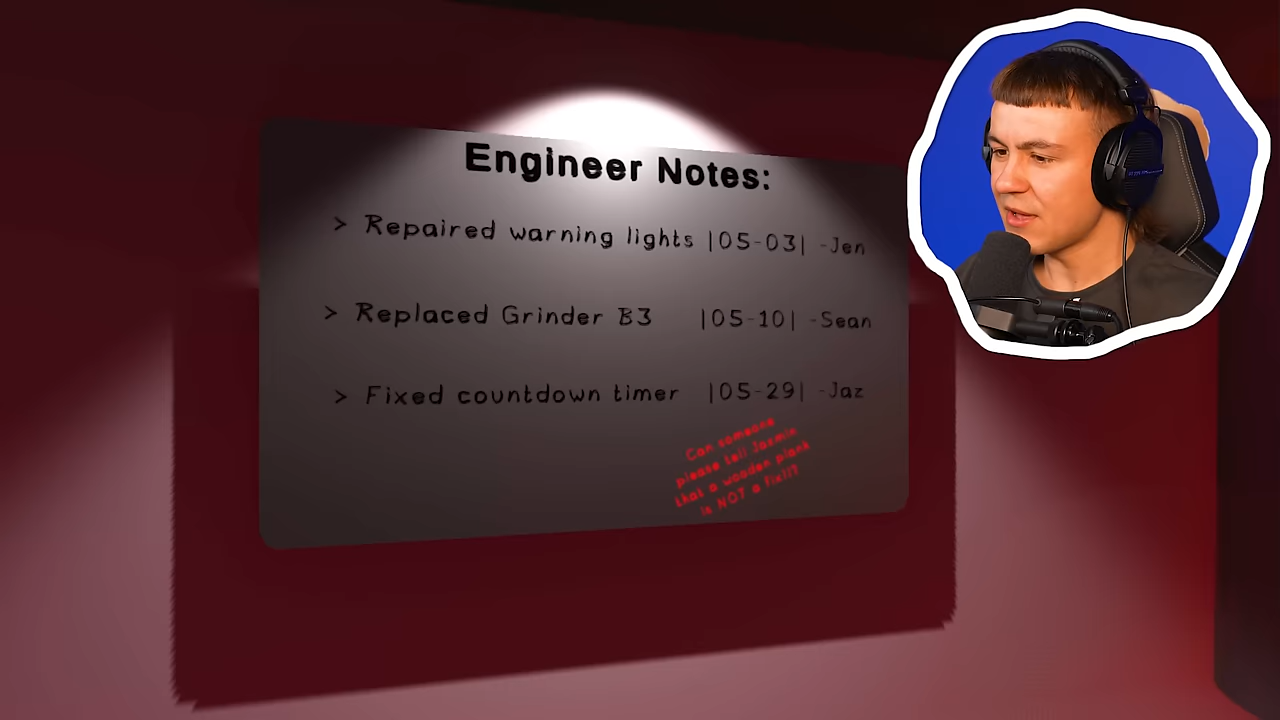 Engineer Notes:
> Repaired warning lights |05-03| -Jen
> Replaced Grinder B3 |05-10| -Sean
> Fixed countdown timer |05-29| -Jaz
Can someone
please tell Jasmin
that a wooden plank
is NOT a fix!!?